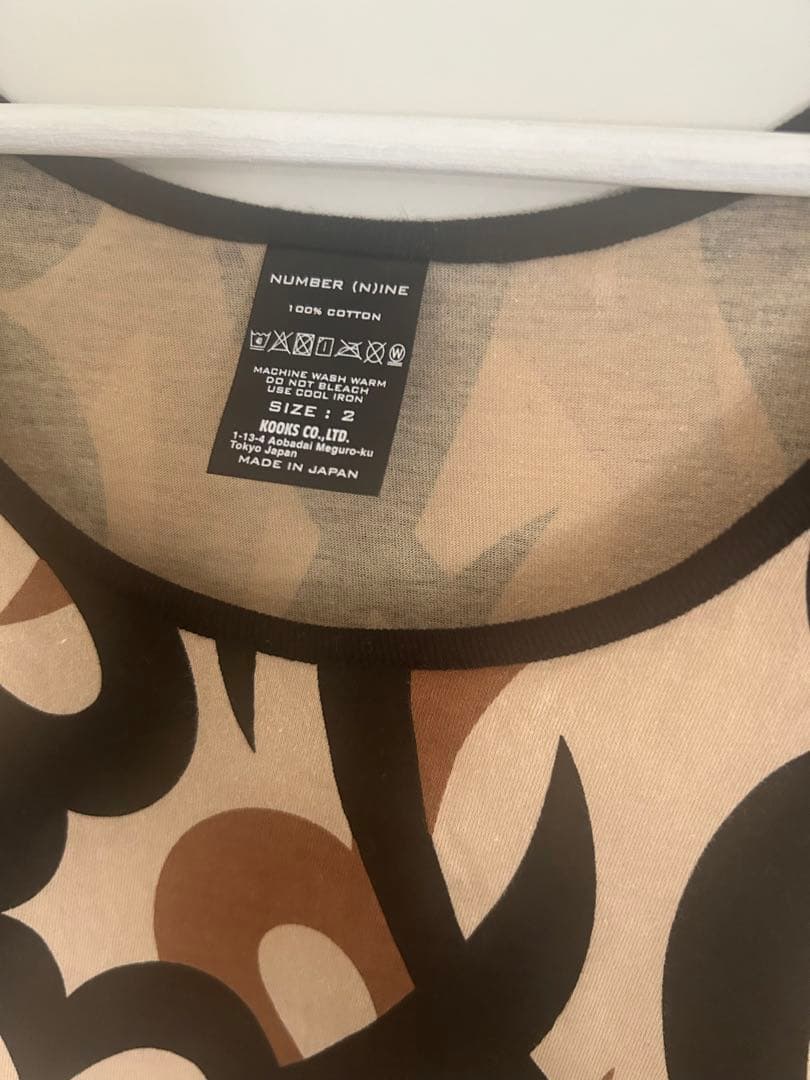 NUMBER (N)INE
100% COTTON
MACHINE WASH WARM
DO NOT BLEACH
USE COOL IRON
SIZE : 2
KOOKS CO.,LTD.
1-13-4 Aobadai Meguro-ku
Tokyo Japan
MADE IN JAPAN